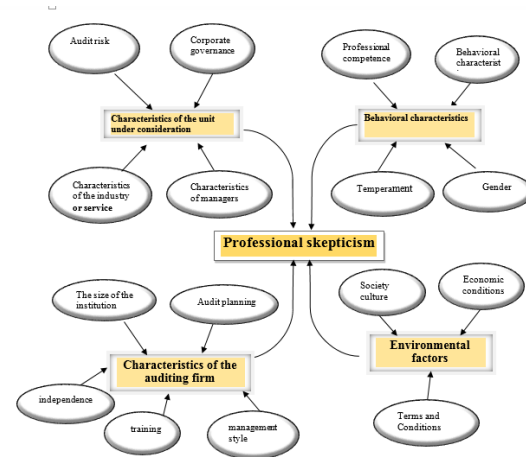 Audit risk
Corporate
governance
Professional
competence
Behavioral
characterist
Characteristics of the unit
under consideration
Behavioral characteristics
Characteristics
of the industry
or service
Characteristics
of managers
Temperament
Gender
Professional skepticism
The size of the
institution
Audit planning
Society
culture
Economic
conditions
Characteristics of the
auditing firm
Environmental
factors
independence
training
management
style
Terms and
Conditions